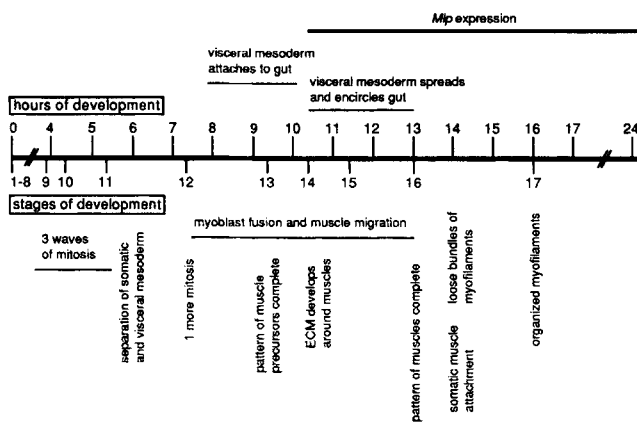 Mlp expression
visceral mesoderm
attaches to gut
visceral mesoderm spreads
and encircles gut
hours of development
0 4 5 6 7 8 9 10 11 12 13 14 15 16 17 24
1-8 9 10 11 12 13 14 15 16 17
stages of development
3 waves
of mitosis
separation of somatic
and visceral mesoderm
myoblast fusion and muscle migration
1 more mitosis
pattern of muscle
precursors complete
ECM develops
around muscles
pattern of muscles complete
loose bundles of
myofilaments
somatic muscle
attachment
organized myofilaments